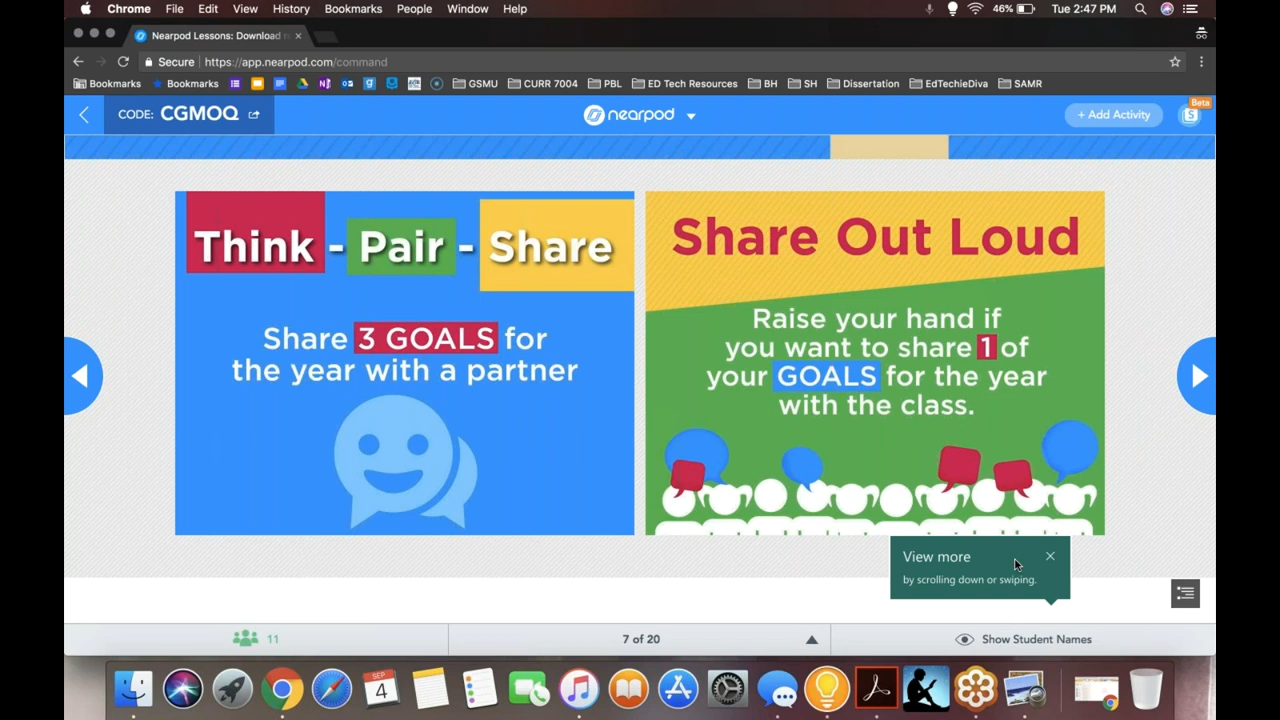 Chrome File Edit View History Bookmarks People Window Help 46% Tue 2:47 PM
Nearpod Lessons: Download
Secure https://app.nearpod.com/command
Bookmarks Bookmarks GSMU CURR 7004 PBL ED Tech Resources BH SH Dissertation EdTechieDiva SAMR
CODE: CGMOQ nearpod + Add Activity S Beta
Think - Pair - Share
Share 3 GOALS for
the year with a partner
Share Out Loud
Raise your hand if
you want to share 1 of
your GOALS for the year
with the class.
View more
by scrolling down or swiping.
11 7 of 20 Show Student Names
SEP
4